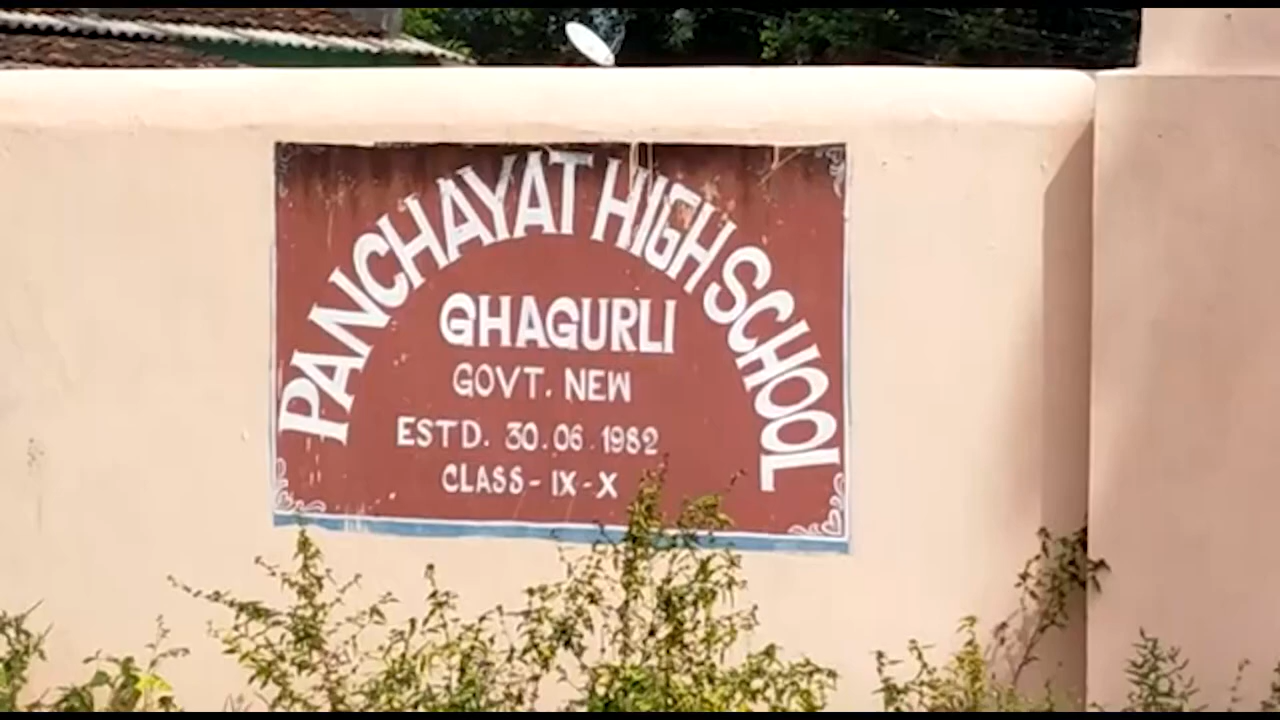 PANCHAYAT HIGH SCHOOL
GHAGURLI
GOVT. NEW
ESTD. 30.06.1982
CLASS-IX-X